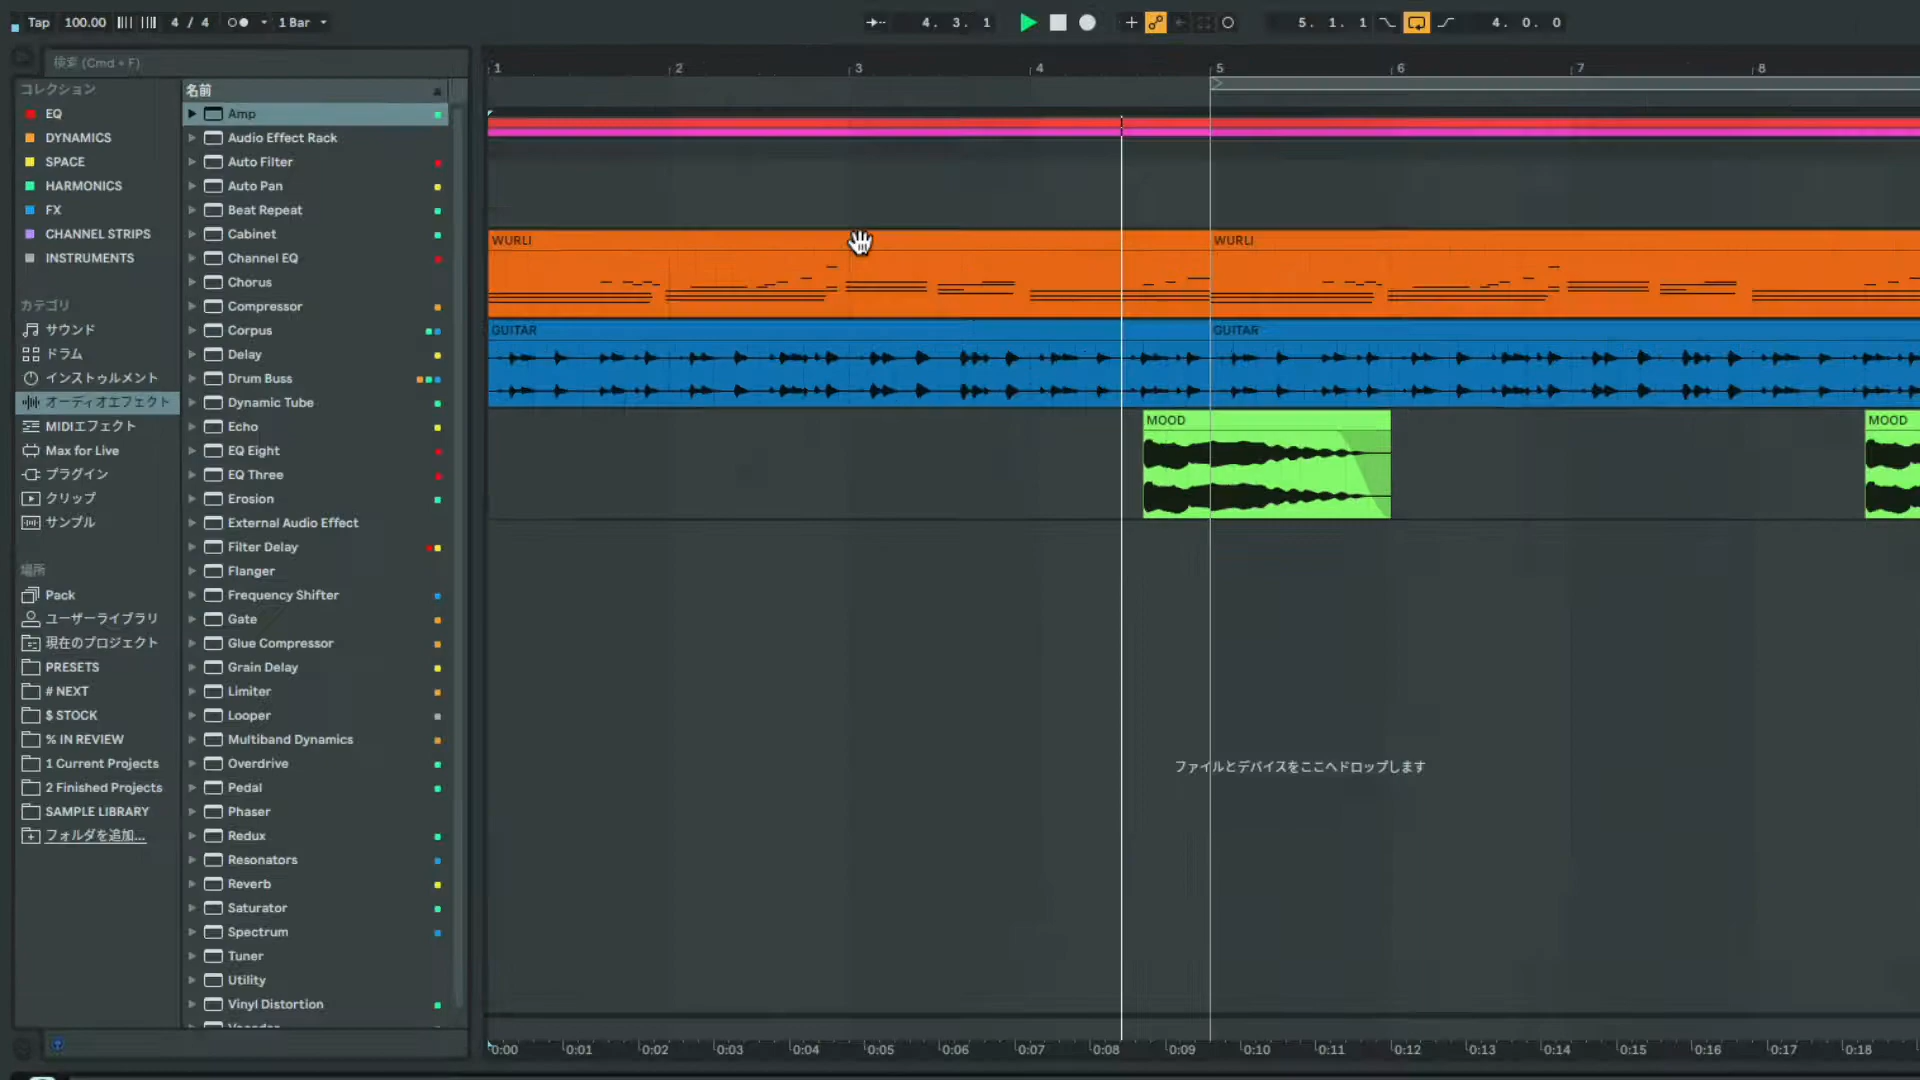 Tap 100.00 4 / 4 1 Bar 4. 3. 1 5. 1. 1 4. 0. 0
検索 (Cmd + F)
コレクション
EQ
DYNAMICS
SPACE
HARMONICS
FX
CHANNEL STRIPS
INSTRUMENTS
カテゴリ
サウンド
ドラム
インストゥルメント
オーディオエフェクト
MIDIエフェクト
Max for Live
プラグイン
クリップ
サンプル
場所
Pack
ユーザーライブラリ
現在のプロジェクト
PRESETS
# NEXT
$ STOCK
% IN REVIEW
1 Current Projects
2 Finished Projects
SAMPLE LIBRARY
フォルダを追加...
名前
Amp
Audio Effect Rack
Auto Filter
Auto Pan
Beat Repeat
Cabinet
Channel EQ
Chorus
Compressor
Corpus
Delay
Drum Buss
Dynamic Tube
Echo
EQ Eight
EQ Three
Erosion
External Audio Effect
Filter Delay
Flanger
Frequency Shifter
Gate
Glue Compressor
Grain Delay
Limiter
Looper
Multiband Dynamics
Overdrive
Pedal
Phaser
Redux
Resonators
Reverb
Saturator
Spectrum
Tuner
Utility
Vinyl Distortion
1 2 3 4 5 6 7 8
WURLI WURLI
GUITAR GUITAR
MOOD MOOD
ファイルとデバイスをここへドロップします
0:00 0:01 0:02 0:03 0:04 0:05 0:06 0:07 0:08 0:09 0:10 0:11 0:12 0:13 0:14 0:15 0:16 0:17 0:18